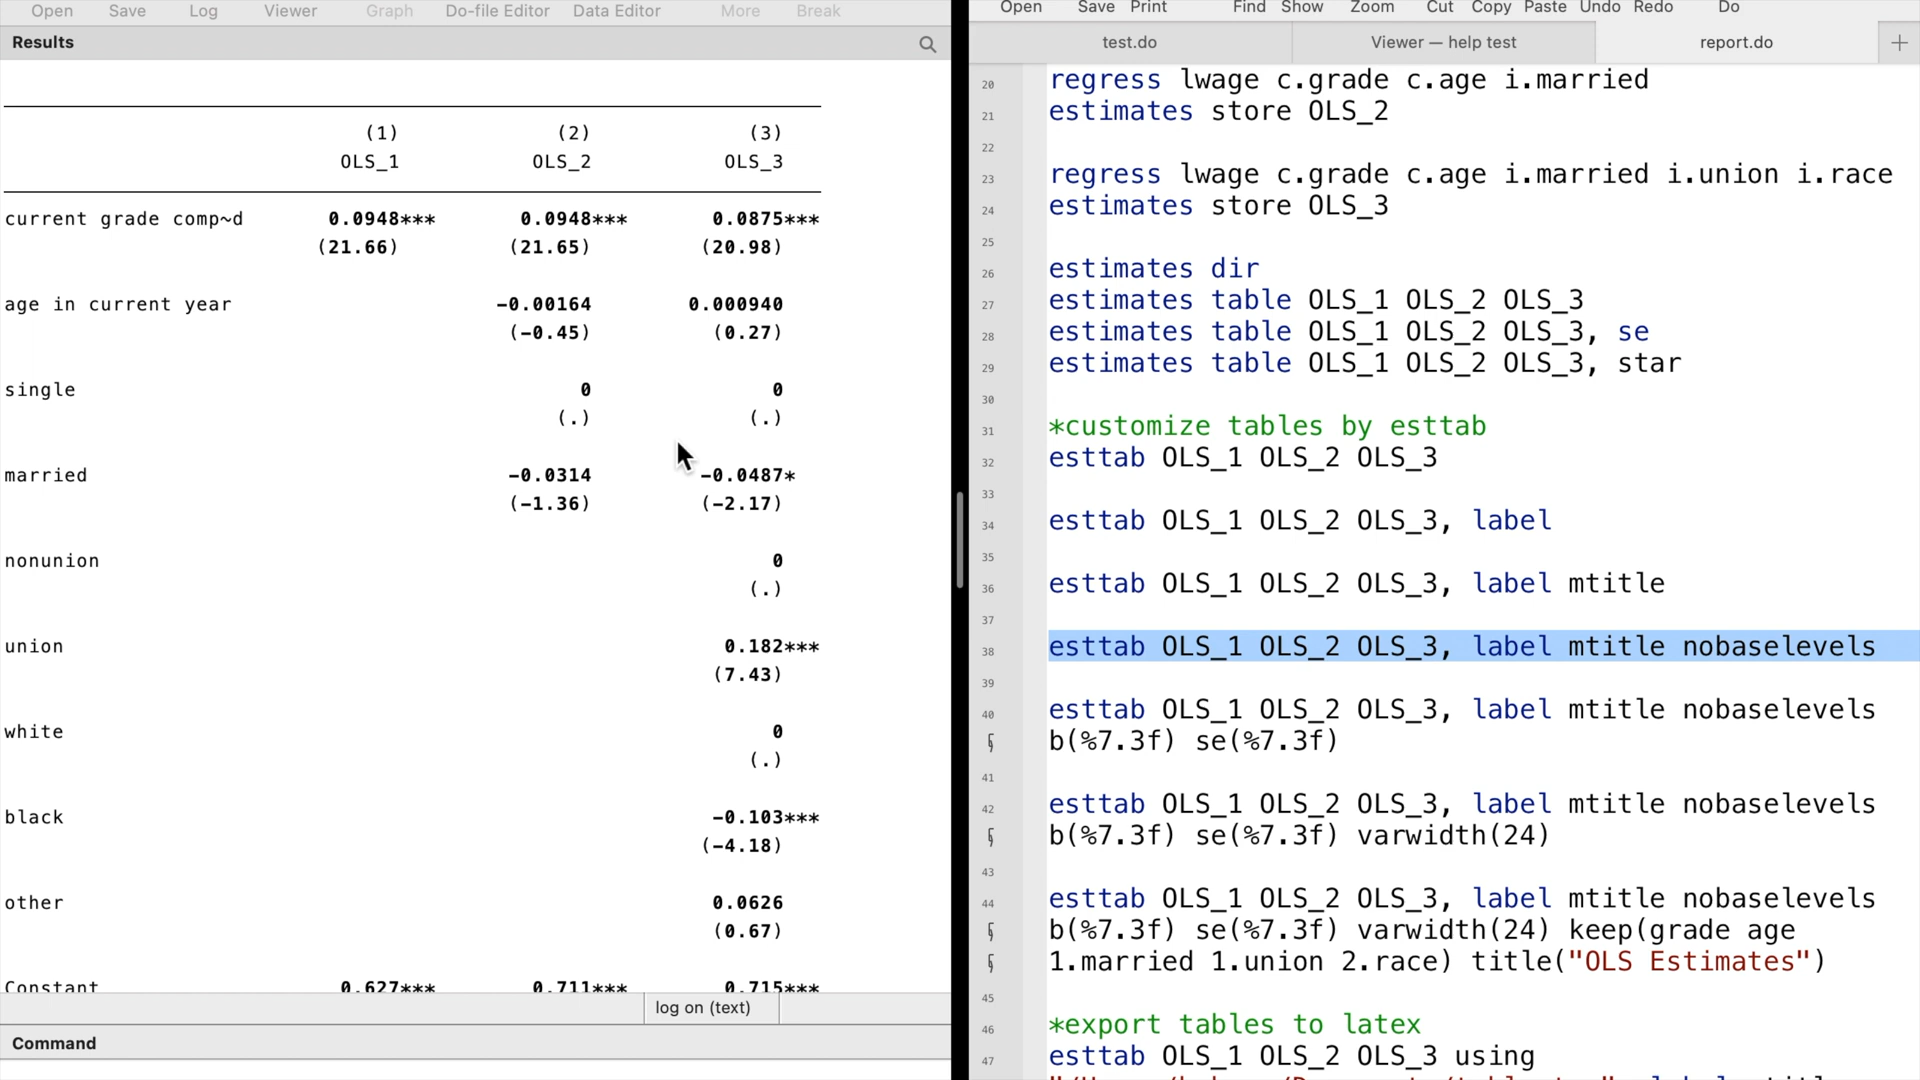 Open Save Log Viewer Graph Do-file Editor Data Editor More Break
Results
(1) (2) (3)
OLS_1 OLS_2 OLS_3
current grade comp~d 0.0948*** 0.0948*** 0.0875***
(21.66) (21.65) (20.98)
age in current year -0.00164 0.000940
(-0.45) (0.27)
single 0 0
(.) (.)
married -0.0314 -0.0487*
(-1.36) (-2.17)
nonunion 0
(.)
union 0.182***
(7.43)
white 0
(.)
black -0.103***
(-4.18)
other 0.0626
(0.67)
Constant 0.627*** 0.711*** 0.715***
log on (text)
Command
Open Save Print Find Show Zoom Cut Copy Paste Undo Redo Do
test.do Viewer — help test report.do +
20 regress lwage c.grade c.age i.married
21 estimates store OLS_2
22
23 regress lwage c.grade c.age i.married i.union i.race
24 estimates store OLS_3
25
26 estimates dir
27 estimates table OLS_1 OLS_2 OLS_3
28 estimates table OLS_1 OLS_2 OLS_3, se
29 estimates table OLS_1 OLS_2 OLS_3, star
30
31 *customize tables by esttab
32 esttab OLS_1 OLS_2 OLS_3
33
34 esttab OLS_1 OLS_2 OLS_3, label
35
36 esttab OLS_1 OLS_2 OLS_3, label mtitle
37
38 esttab OLS_1 OLS_2 OLS_3, label mtitle nobaselevels
39
40 esttab OLS_1 OLS_2 OLS_3, label mtitle nobaselevels
b(%7.3f) se(%7.3f)
41
42 esttab OLS_1 OLS_2 OLS_3, label mtitle nobaselevels
b(%7.3f) se(%7.3f) varwidth(24)
43
44 esttab OLS_1 OLS_2 OLS_3, label mtitle nobaselevels
b(%7.3f) se(%7.3f) varwidth(24) keep(grade age
1.married 1.union 2.race) title("OLS Estimates")
45
46 *export tables to latex
47 esttab OLS_1 OLS_2 OLS_3 using